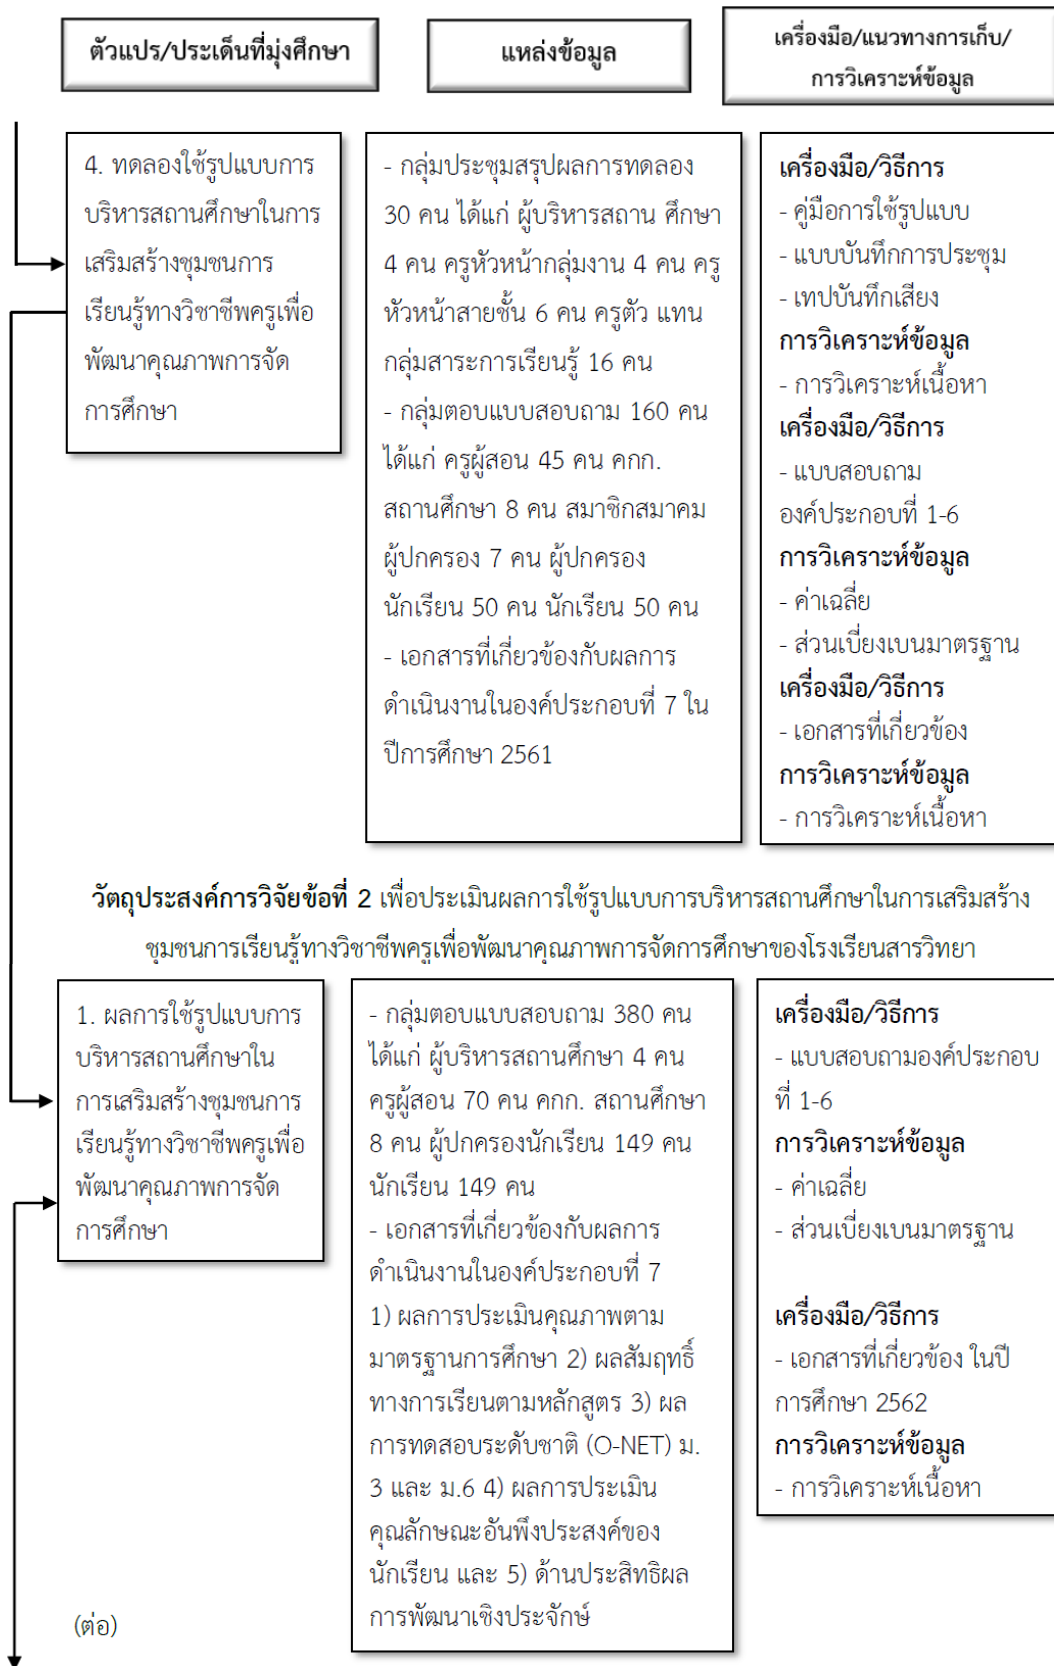 ตัวแปร/ประเด็นที่มุ่งศึกษา
แหล่งข้อมูล
เครื่องมือ/แนวทางการเก็บ/
การวิเคราะห์ข้อมูล
4. ทดลองใช้รูปแบบการ
บริหารสถานศึกษาในการ
เสริมสร้างชุมชนการ
เรียนรู้ทางวิชาชีพครูเพื่อ
พัฒนาคุณภาพการจัด
การศึกษา
- กลุ่มประชุมสรุปผลการทดลอง
30 คน ได้แก่ ผู้บริหารสถาน ศึกษา
4 คน ครูหัวหน้ากลุ่มงาน 4 คน ครู
หัวหน้าสายชั้น 6 คน ครูตัว แทน
กลุ่มสาระการเรียนรู้ 16 คน
- กลุ่มตอบแบบสอบถาม 160 คน
ได้แก่ ครูผู้สอน 45 คน คกก.
สถานศึกษา 8 คน สมาชิกสมาคม
ผู้ปกครอง 7 คน ผู้ปกครอง
นักเรียน 50 คน นักเรียน 50 คน
- เอกสารที่เกี่ยวข้องกับผลการ
ดำเนินงานในองค์ประกอบที่ 7 ใน
ปีการศึกษา 2561
เครื่องมือ/วิธีการ
- คู่มือการใช้รูปแบบ
- แบบบันทึกการประชุม
- เทปบันทึกเสียง
การวิเคราะห์ข้อมูล
- การวิเคราะห์เนื้อหา
เครื่องมือ/วิธีการ
- แบบสอบถาม
องค์ประกอบที่ 1-6
การวิเคราะห์ข้อมูล
- ค่าเฉลี่ย
- ส่วนเบี่ยงเบนมาตรฐาน
เครื่องมือ/วิธีการ
- เอกสารที่เกี่ยวข้อง
การวิเคราะห์ข้อมูล
- การวิเคราะห์เนื้อหา
วัตถุประสงค์การวิจัยข้อที่ 2 เพื่อประเมินผลการใช้รูปแบบการบริหารสถานศึกษาในการเสริมสร้าง
ชุมชนการเรียนรู้ทางวิชาชีพครูเพื่อพัฒนาคุณภาพการจัดการศึกษาของโรงเรียนสารวิทยา
1. ผลการใช้รูปแบบการ
บริหารสถานศึกษาใน
การเสริมสร้างชุมชนการ
เรียนรู้ทางวิชาชีพครูเพื่อ
พัฒนาคุณภาพการจัด
การศึกษา
- กลุ่มตอบแบบสอบถาม 380 คน
ได้แก่ ผู้บริหารสถานศึกษา 4 คน
ครูผู้สอน 70 คน คกก. สถานศึกษา
8 คน ผู้ปกครองนักเรียน 149 คน
นักเรียน 149 คน
- เอกสารที่เกี่ยวข้องกับผลการ
ดำเนินงานในองค์ประกอบที่ 7
1) ผลการประเมินคุณภาพตาม
มาตรฐานการศึกษา 2) ผลสัมฤทธิ์
ทางการเรียนตามหลักสูตร 3) ผล
การทดสอบระดับชาติ (O-NET) ม.
3 และ ม.6 4) ผลการประเมิน
คุณลักษณะอันพึงประสงค์ของ
นักเรียน และ 5) ด้านประสิทธิผล
การพัฒนาเชิงประจักษ์
เครื่องมือ/วิธีการ
- แบบสอบถามองค์ประกอบ
ที่ 1-6
การวิเคราะห์ข้อมูล
- ค่าเฉลี่ย
- ส่วนเบี่ยงเบนมาตรฐาน
เครื่องมือ/วิธีการ
- เอกสารที่เกี่ยวข้อง ในปี
การศึกษา 2562
การวิเคราะห์ข้อมูล
- การวิเคราะห์เนื้อหา
(ต่อ)